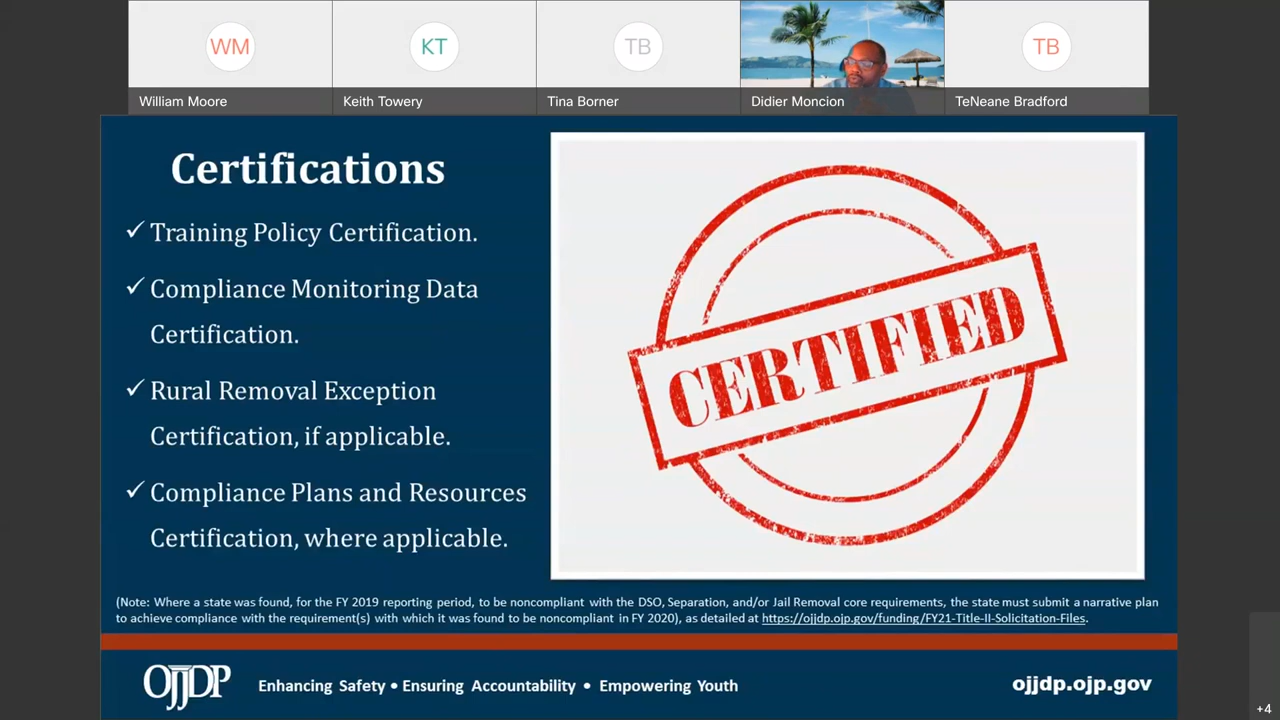 WM
KT
TB
TB
William Moore
Keith Towery
Tina Borner
Didier Moncion
TeNeane Bradford
Certifications
✓ Training Policy Certification.
✓ Compliance Monitoring Data
Certification.
✓ Rural Removal Exception
Certification, if applicable.
✓ Compliance Plans and Resources
Certification, where applicable.
CERTIFIED
(Note: Where a state was found, for the FY 2019 reporting period, to be noncompliant with the DSO, Separation, and/or Jail Removal core requirements, the state must submit a narrative plan
to achieve compliance with the requirement(s) with which it was found to be noncompliant in FY 2020), as detailed at https://ojjdp.ojp.gov/funding/FY21-Title-II-Solicitation-Files.
OJJDP
Enhancing Safety • Ensuring Accountability • Empowering Youth
ojjdp.ojp.gov
+4